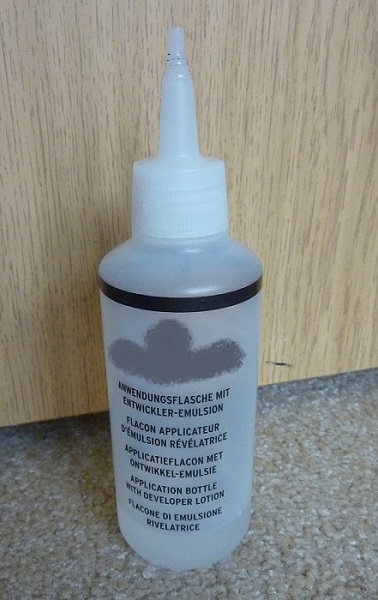 ANWENDUNGSFLASCHE MIT
ENTWICKLER-EMULSION
FLACON APPLICATEUR
D'ÉMULSION RÉVÉLATRICE
APPLICATIEFLACON MET
ONTWIKKEL-EMULSIE
APPLICATION BOTTLE
WITH DEVELOPER LOTION
FLACONE DI EMULSIONE
RIVELATRICE